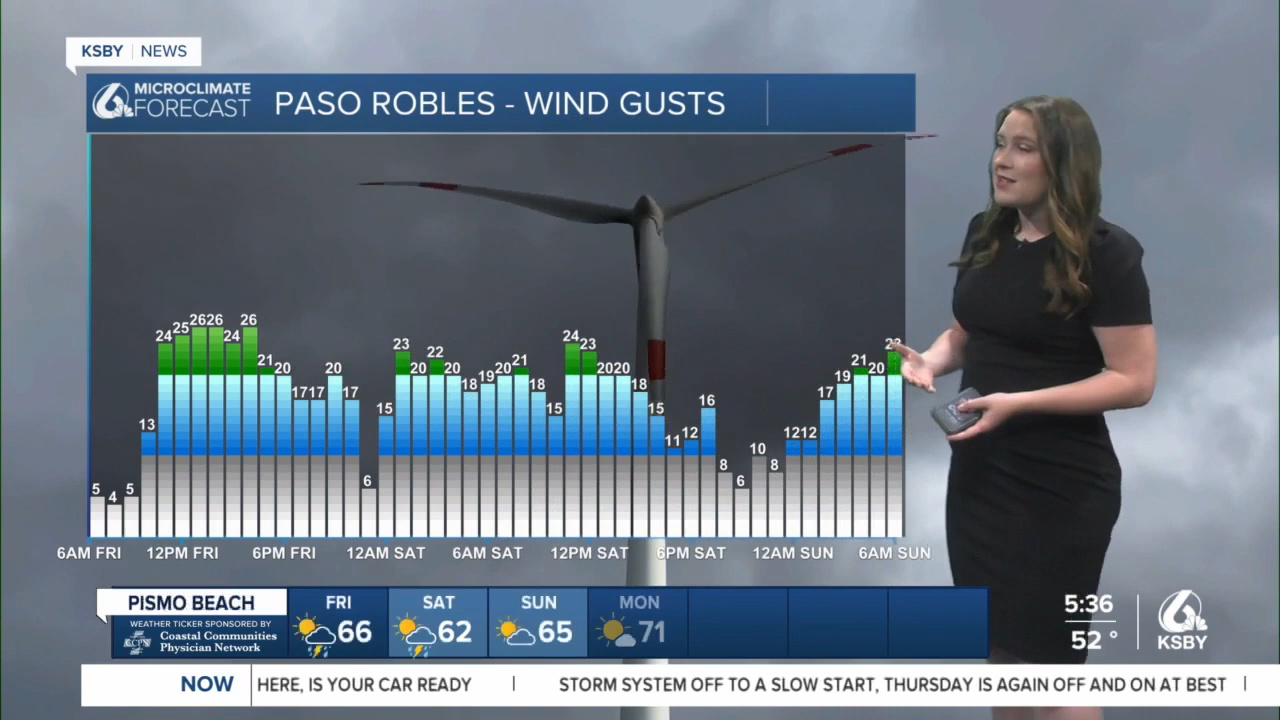 KSBY NEWS
6 MICROCLIMATE
FORECAST
PASO ROBLES - WIND GUSTS
5 4 5 13 24 25 26 26 24 26 21 20 17 17 20 17 6 15 23 20 22 20 18 19 20 21 18 15 24 23 20 20 18 15 11 12 16 8 6 10 8 12 12 17 19 21 20
6AM FRI 12PM FRI 6PM FRI 12AM SAT 6AM SAT 12PM SAT 6PM SAT 12AM SUN 6AM SUN
PISMO BEACH
WEATHER TICKER SPONSORED BY
CCPN Coastal Communities
Physician Network
FRI SAT SUN MON
66 62 65 71
5:36
52 °
6
KSBY
NOW HERE, IS YOUR CAR READY | STORM SYSTEM OFF TO A SLOW START, THURSDAY IS AGAIN OFF AND ON AT BEST |